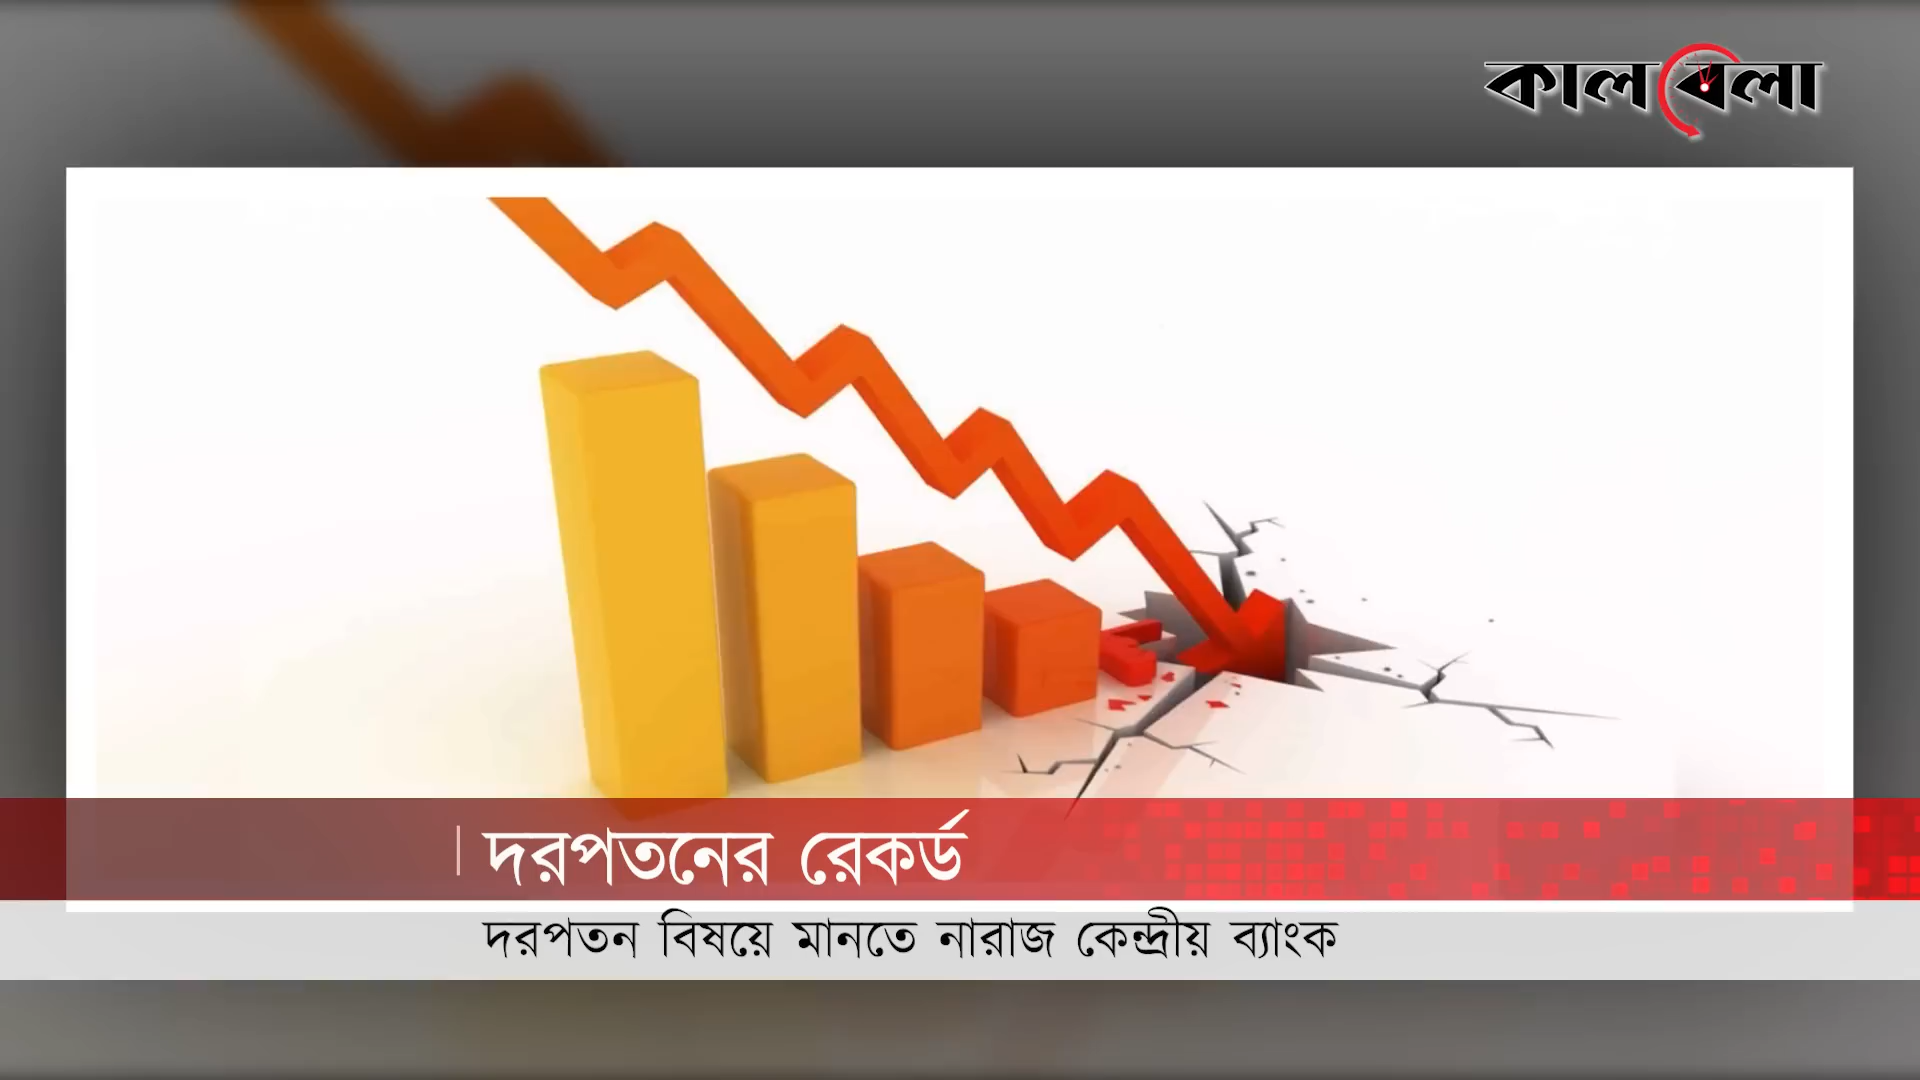 কালবেলা
দরপতনের রেকর্ড
দরপতন বিষয়ে মানতে নারাজ কেন্দ্রীয় ব্যাংক